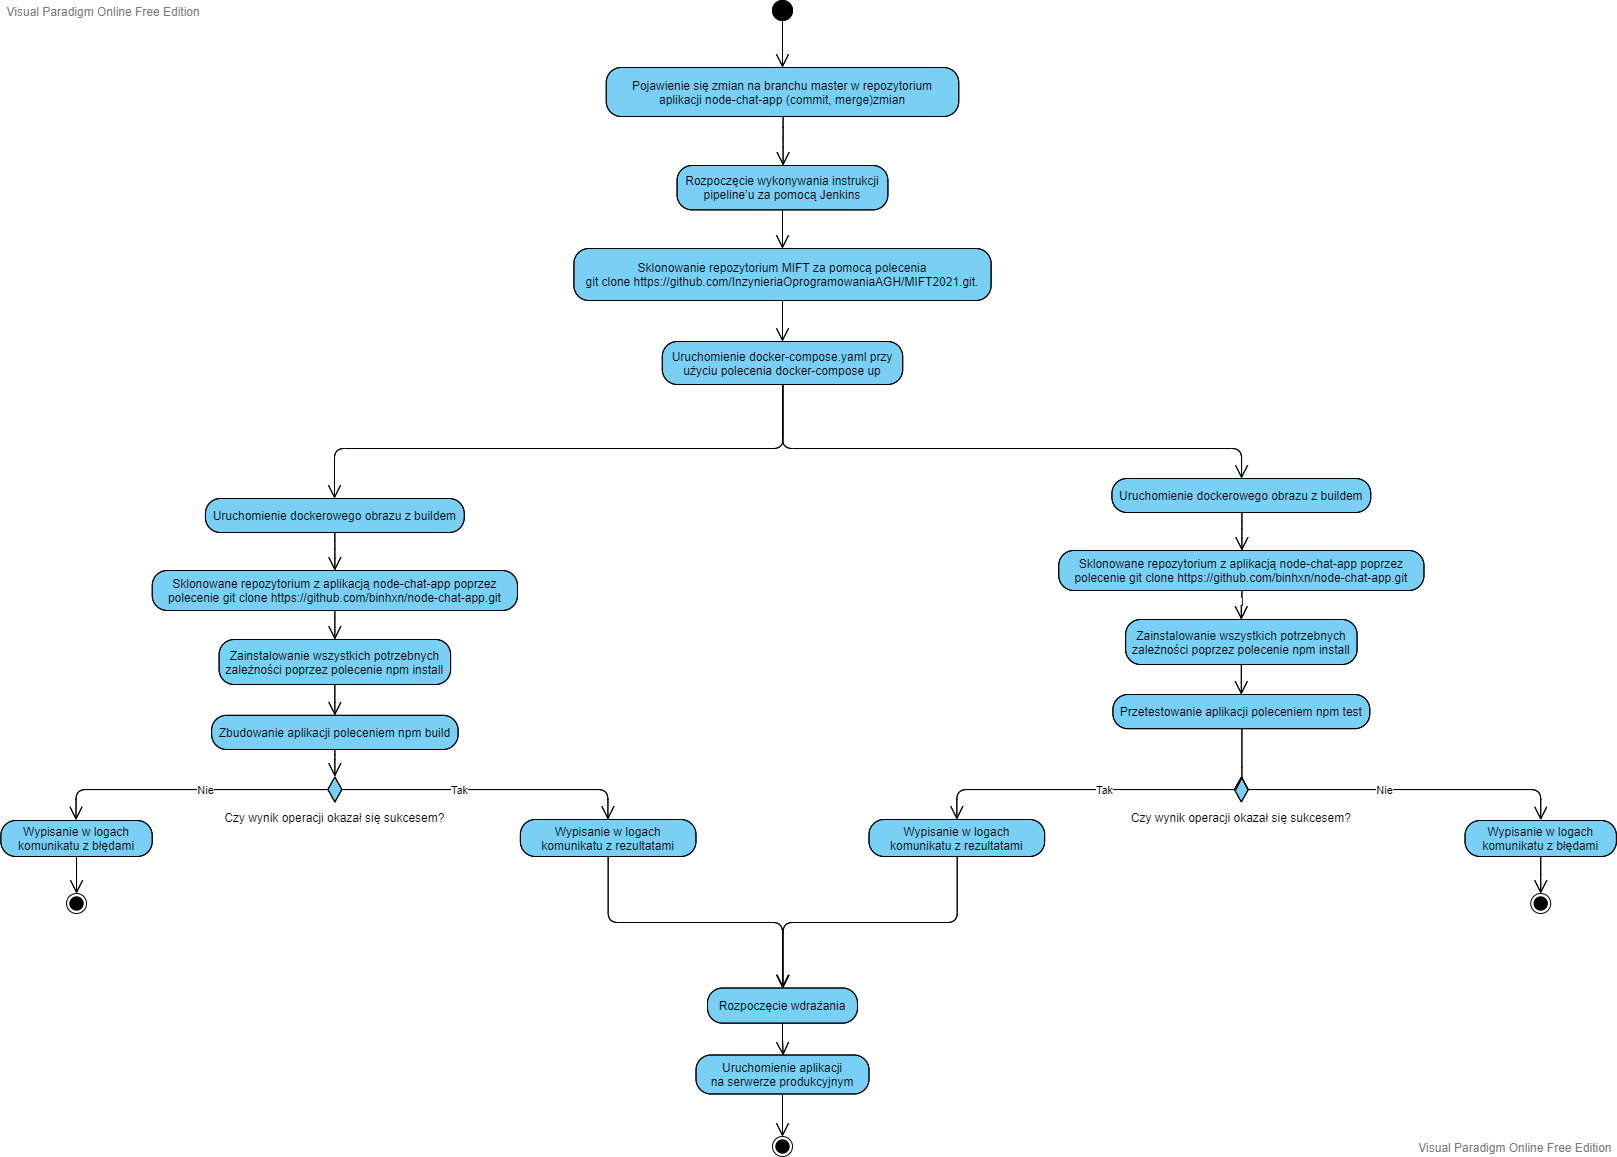 Visual Paradigm Online Free Edition
Pojawienie się zmian na branchu master w repozytorium
aplikacji node-chat-app (commit, merge)zmian
Rozpoczęcie wykonywania instrukcji
pipeline'u za pomocą Jenkins
Sklonowanie repozytorium MIFT za pomocą polecenia
git clone https://github.com/InzynieriaOprogramowaniaAGH/MIFT2021.git.
Uruchomienie docker-compose.yaml przy
użyciu polecenia docker-compose up
Uruchomienie dockerowego obrazu z buildem
Sklonowane repozytorium z aplikacją node-chat-app poprzez
polecenie git clone https://github.com/binhxn/node-chat-app.git
Zainstalowanie wszystkich potrzebnych
zależności poprzez polecenie npm install
Zbudowanie aplikacji poleceniem npm build
Nie
Tak
Czy wynik operacji okazał się sukcesem?
Wypisanie w logach
komunikatu z błędami
Wypisanie w logach
komunikatu z rezultatami
Uruchomienie dockerowego obrazu z buildem
Sklonowane repozytorium z aplikacją node-chat-app poprzez
polecenie git clone https://github.com/binhxn/node-chat-app.git
Zainstalowanie wszystkich potrzebnych
zależności poprzez polecenie npm install
Przetestowanie aplikacji poleceniem npm test
Tak
Nie
Czy wynik operacji okazał się sukcesem?
Wypisanie w logach
komunikatu z rezultatami
Wypisanie w logach
komunikatu z błędami
Rozpoczęcie wdrażania
Uruchomienie aplikacji
na serwerze produkcyjnym
Visual Paradigm Online Free Edition